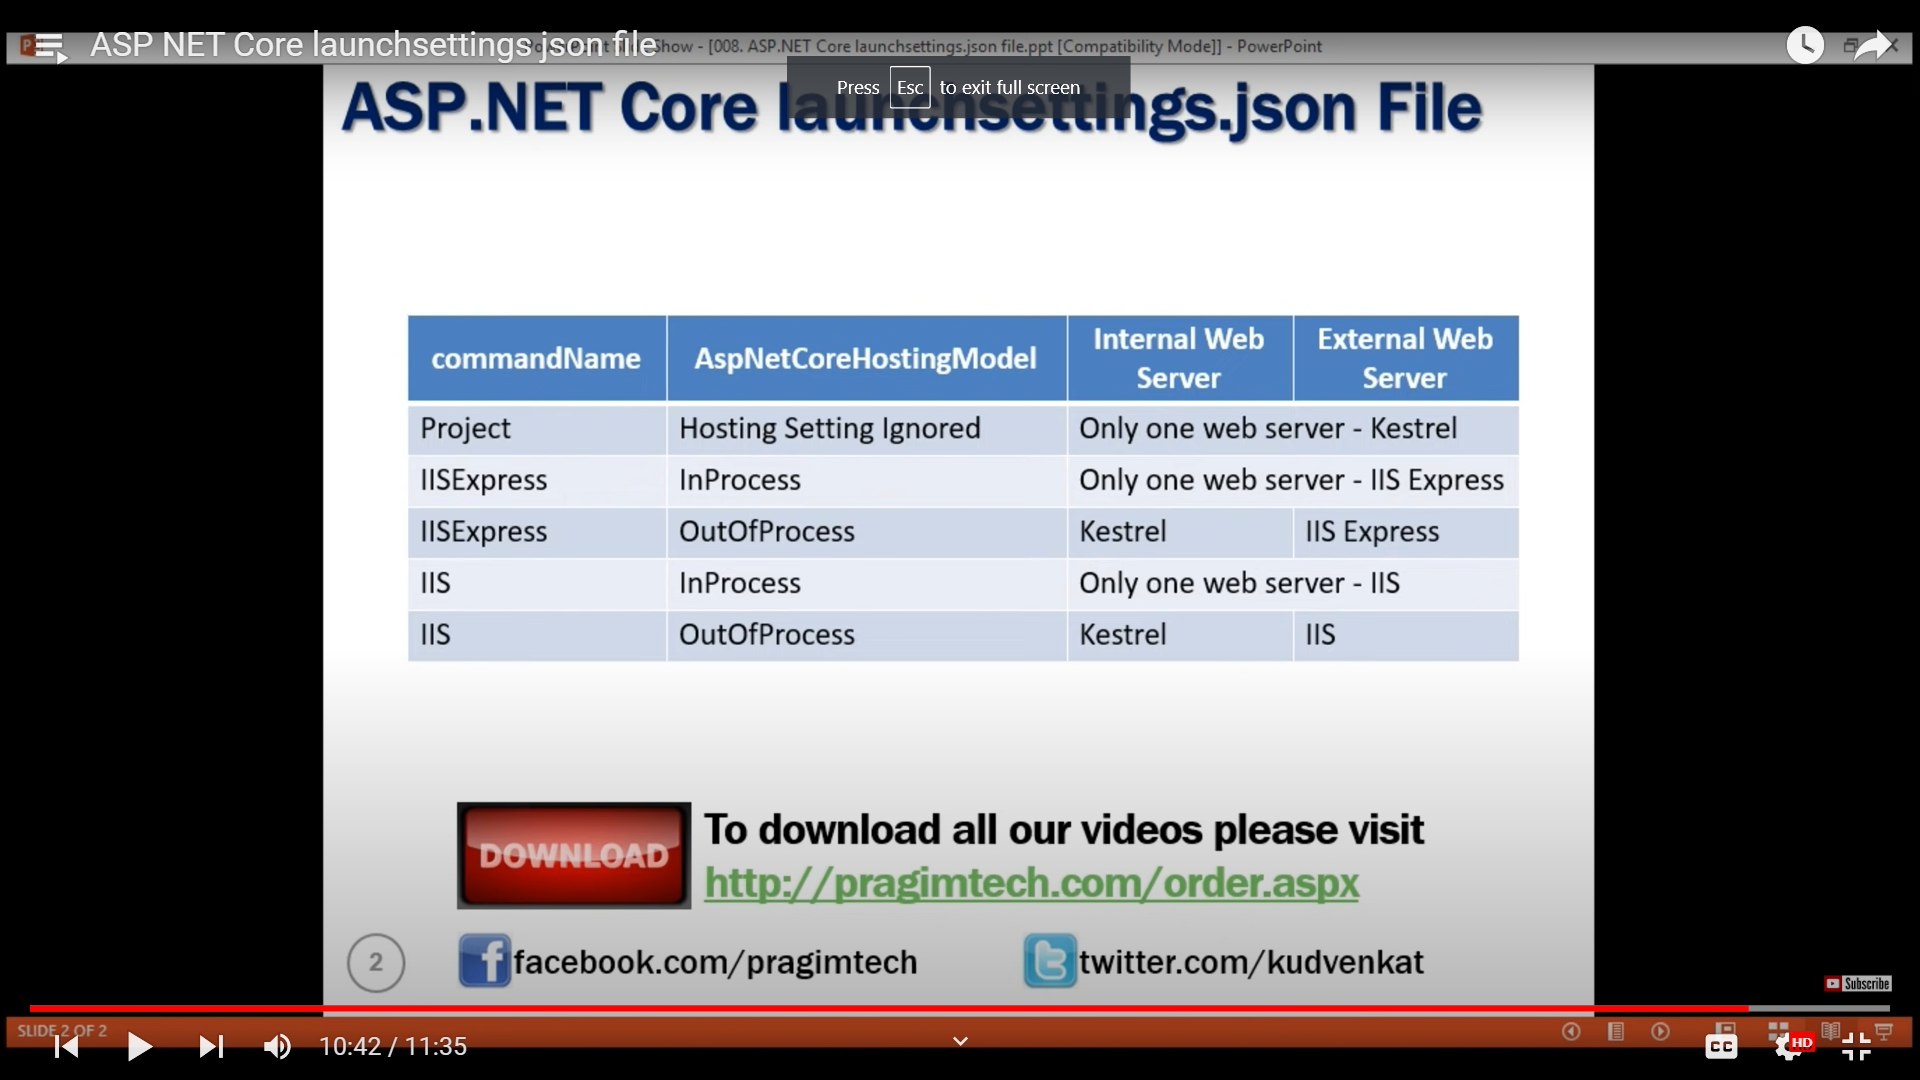 ASP NET Core launchsettings json file
Show - [008. ASP.NET Core launchsettings.json file.ppt [Compatibility Mode]] - PowerPoint
Press Esc to exit full screen
ASP.NET Core launchsettings.json File
commandName AspNetCoreHostingModel Internal Web Server External Web Server
Project Hosting Setting Ignored Only one web server - Kestrel
IISExpress InProcess Only one web server - IIS Express
IISExpress OutOfProcess Kestrel IIS Express
IIS InProcess Only one web server - IIS
IIS OutOfProcess Kestrel IIS
DOWNLOAD
To download all our videos please visit
http://pragimtech.com/order.aspx
2
facebook.com/pragimtech
twitter.com/kudvenkat
Subscribe
SLIDE 2 OF 2
10:42 / 11:35
CC
HD